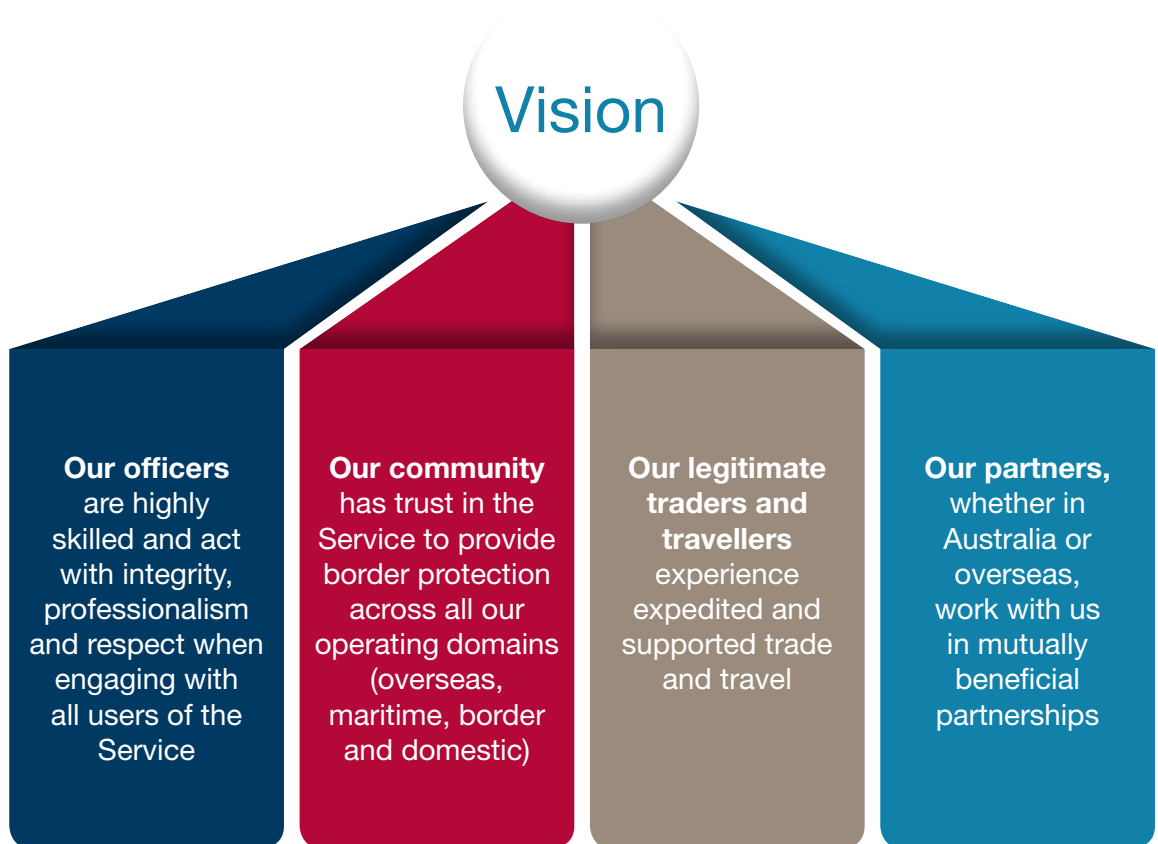 Vision
Our officers
are highly
skilled and act
with integrity,
professionalism
and respect when
engaging with
all users of the
Service
Our community
has trust in the
Service to provide
border protection
across all our
operating domains
(overseas,
maritime, border
and domestic)
Our legitimate
traders and
travellers
experience
expedited and
supported trade
and travel
Our partners,
whether in
Australia or
overseas,
work with us
in mutually
beneficial
partnerships